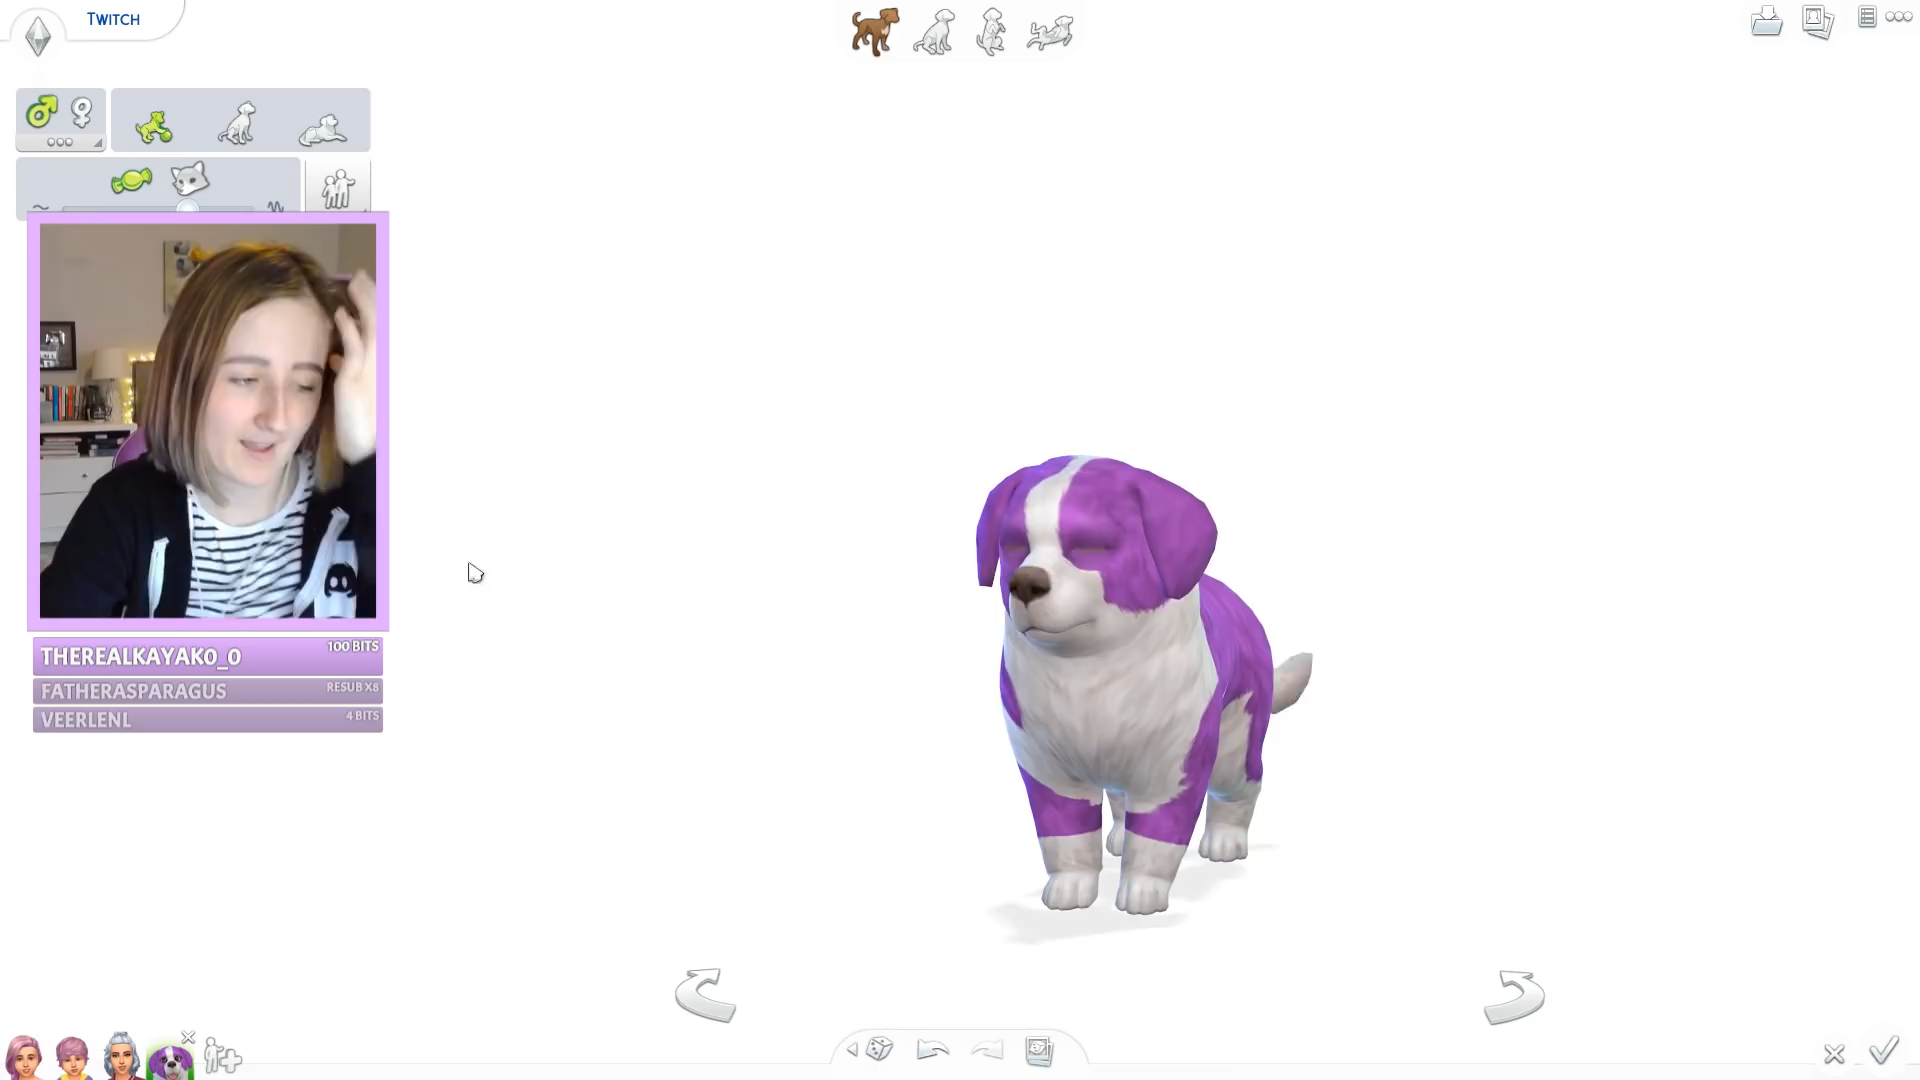 TWITCH
THEREALKAYAKO_O 100 BITS
FATHERASPARAGUS RESUB X8
VEERLENL 4 BITS